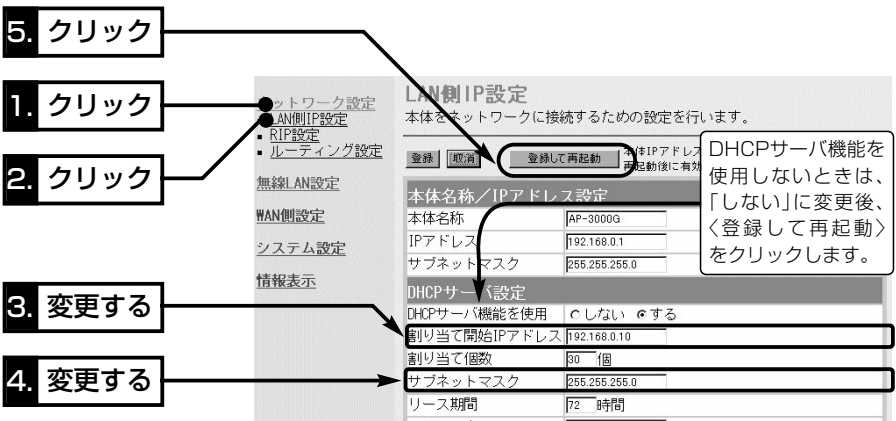 5. クリック
1. クリック
2. クリック
3. 変更する
4. 変更する
ットワーク設定
LAN側IP設定
RIP設定
ルーティング設定
無線LAN設定
WAN側設定
システム設定
情報表示
LAN側IP設定
本体をネットワークに接続するための設定を行います。
登録 取消 登録して再起動
本体IPアドレス
再起動後に有効
DHCPサーバ機能を
使用しないときは、
「しない」に変更後、
〈登録して再起動〉
をクリックします。
本体名称／IPアドレス設定
本体名称 AP-3000G
IPアドレス 192.168.0.1
サブネットマスク 255.255.255.0
DHCPサーバ設定
DHCPサーバ機能を使用 しない する
割り当て開始IPアドレス 192.168.0.10
割り当て個数 30 個
サブネットマスク 255.255.255.0
リース期間 72 時間